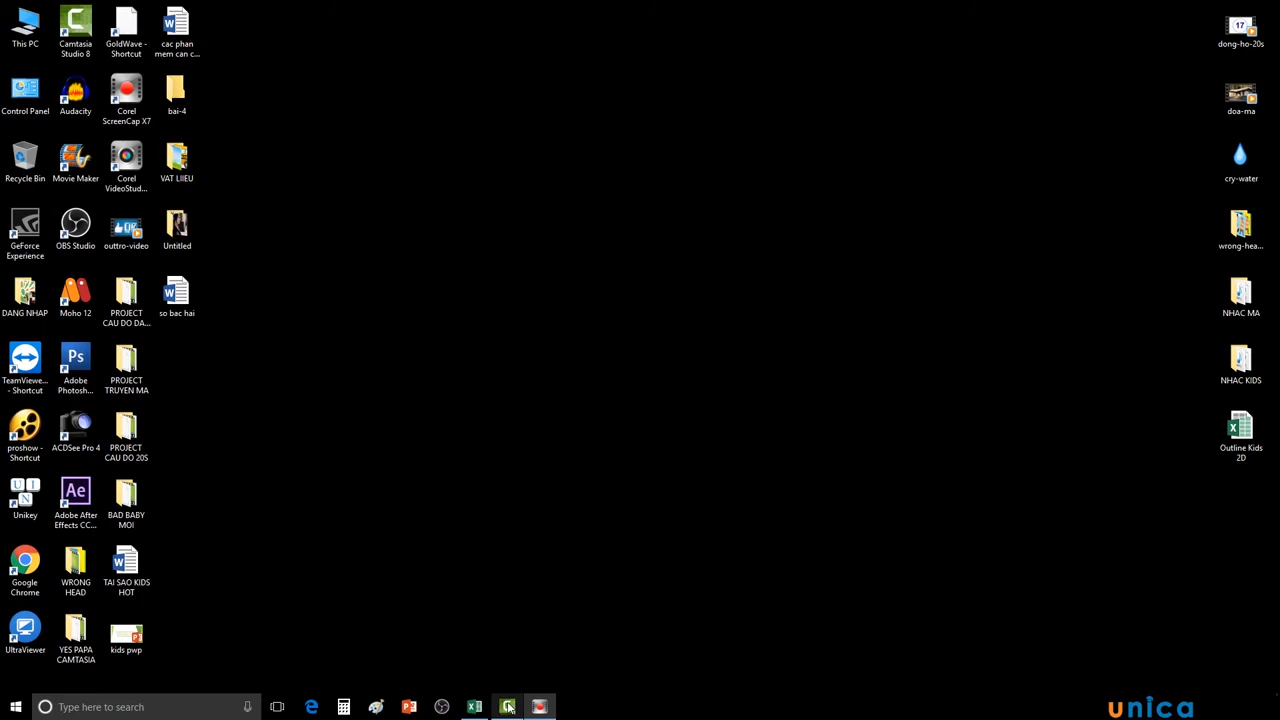 This PC
Camtasia
Studio 8
GoldWave -
Shortcut
cac phan
mem can c...
Control Panel
Audacity
Corel
ScreenCap X7
bai-4
Recycle Bin
Movie Maker
Corel
VideoStud...
VAT LIIEU
GeForce
Experience
OBS Studio
outtro-video
Untitled
DANG NHAP
Moho 12
PROJECT
CAU DO DA...
so bac hai
TeamViewe...
- Shortcut
Ps
Adobe
Photosh...
PROJECT
TRUYEN MA
proshow -
Shortcut
ACDSee Pro 4
PROJECT
CAU DO 20S
U I
N
Unikey
Ae
Adobe After
Effects CC...
BAD BABY
MOI
Google
Chrome
WRONG
HEAD
TAI SAO KIDS
HOT
UltraViewer
YES PAPA
CAMTASIA
kids pwp
17
dong-ho-20s
doa-ma
cry-water
wrong-hea...
NHAC MA
NHAC KIDS
Outline Kids
2D
Type here to search
unica